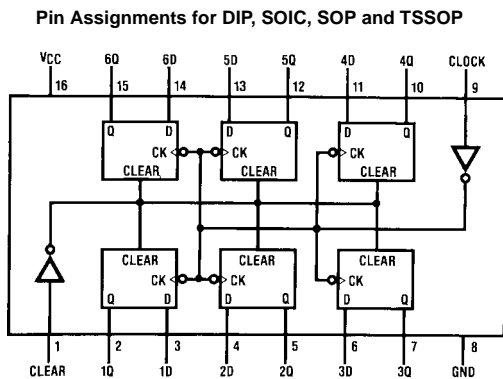 Pin Assignments for DIP, SOIC, SOP and TSSOP
VCC 6Q 6D 5D 5Q 4D 4Q CLOCK
16 15 14 13 12 11 10 9
Q D D Q D Q
CK CK CK
CLEAR CLEAR CLEAR
CLEAR CLEAR CLEAR
CK CK CK
Q D D Q D Q
1 2 3 4 5 6 7 8
CLEAR 1Q 1D 2D 2Q 3D 3Q GND